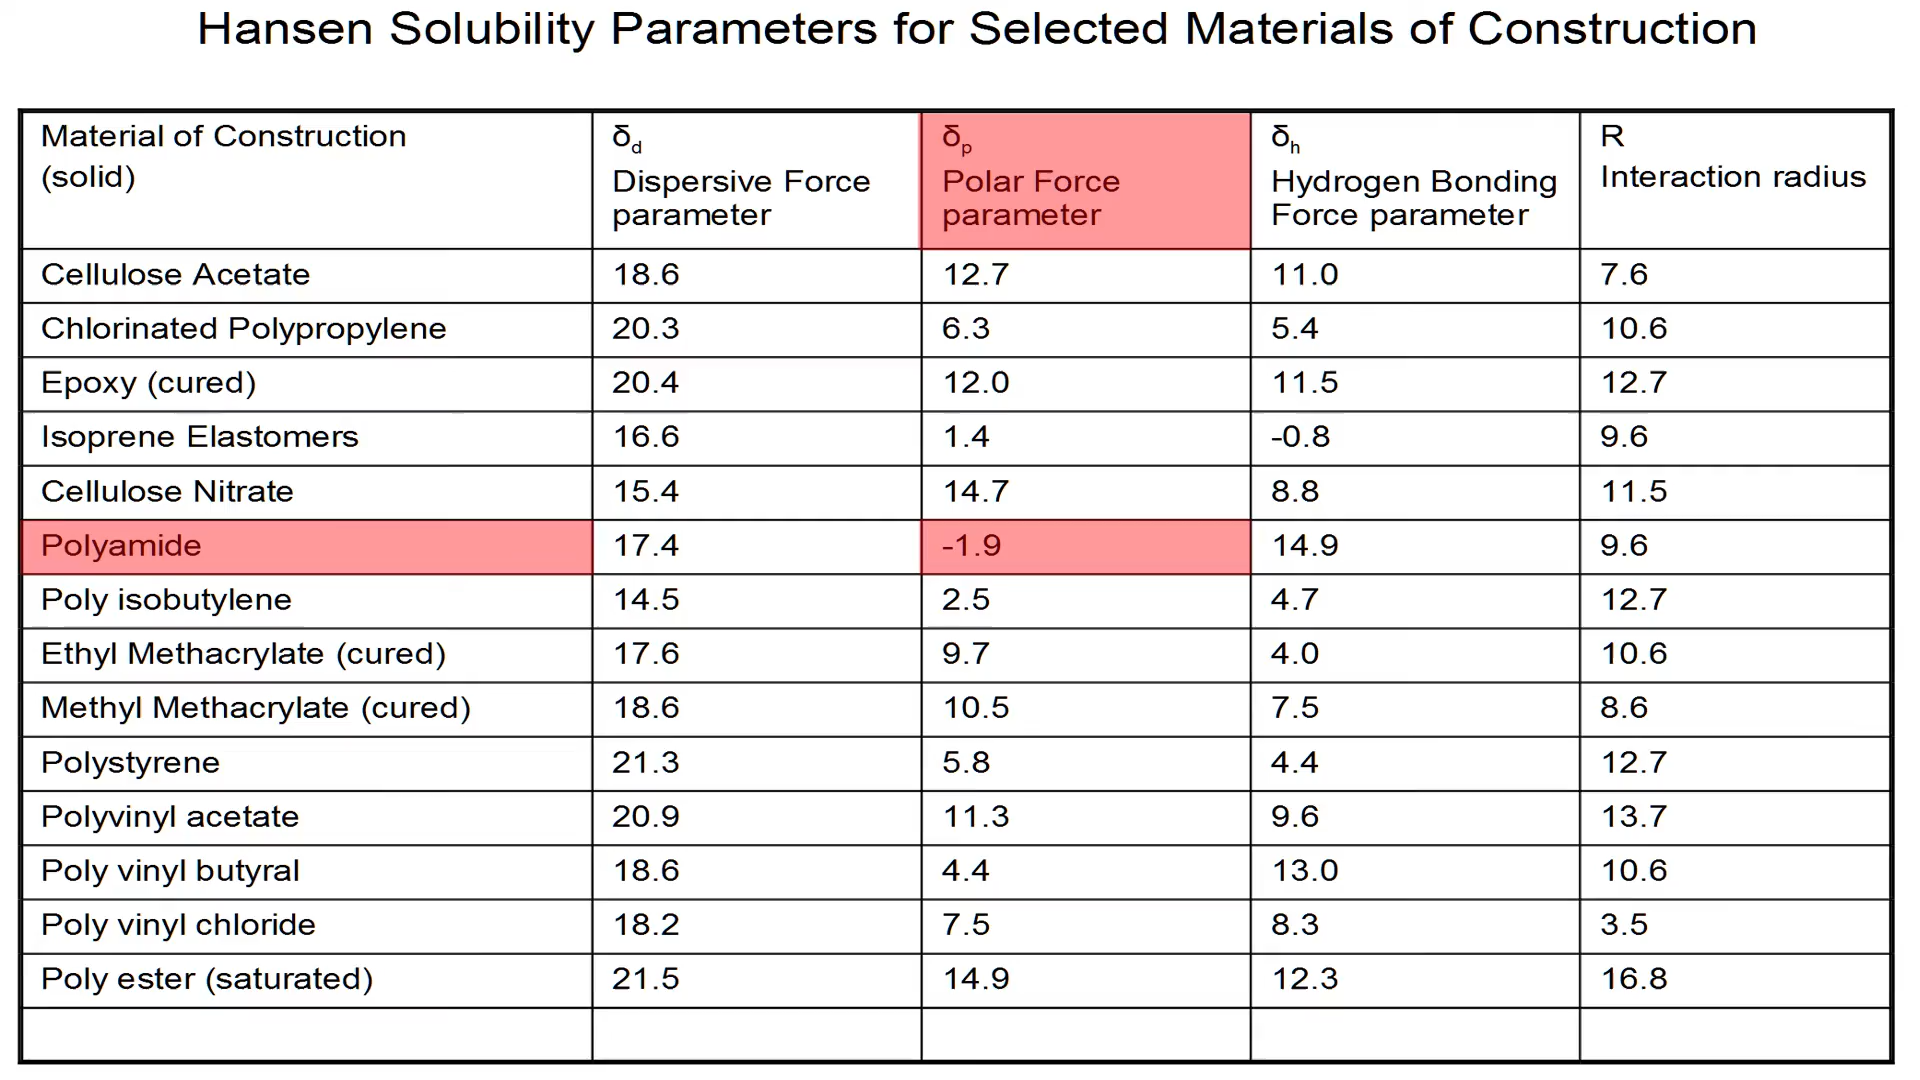 Hansen Solubility Parameters for Selected Materials of Construction
Material of Construction (solid) δd Dispersive Force parameter δp Polar Force parameter δh Hydrogen Bonding Force parameter R Interaction radius
Cellulose Acetate 18.6 12.7 11.0 7.6
Chlorinated Polypropylene 20.3 6.3 5.4 10.6
Epoxy (cured) 20.4 12.0 11.5 12.7
Isoprene Elastomers 16.6 1.4 -0.8 9.6
Cellulose Nitrate 15.4 14.7 8.8 11.5
Polyamide 17.4 -1.9 14.9 9.6
Poly isobutylene 14.5 2.5 4.7 12.7
Ethyl Methacrylate (cured) 17.6 9.7 4.0 10.6
Methyl Methacrylate (cured) 18.6 10.5 7.5 8.6
Polystyrene 21.3 5.8 4.4 12.7
Polyvinyl acetate 20.9 11.3 9.6 13.7
Poly vinyl butyral 18.6 4.4 13.0 10.6
Poly vinyl chloride 18.2 7.5 8.3 3.5
Poly ester (saturated) 21.5 14.9 12.3 16.8